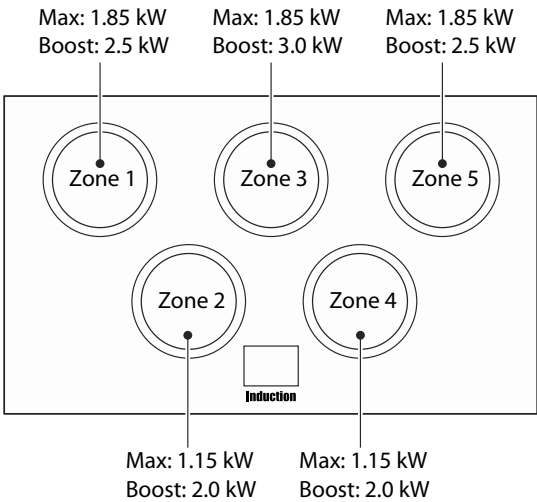 Max: 1.85 kW
Boost: 2.5 kW
Max: 1.85 kW
Boost: 3.0 kW
Max: 1.85 kW
Boost: 2.5 kW
Zone 1
Zone 3
Zone 5
Zone 2
Zone 4
Induction
Max: 1.15 kW
Boost: 2.0 kW
Max: 1.15 kW
Boost: 2.0 kW